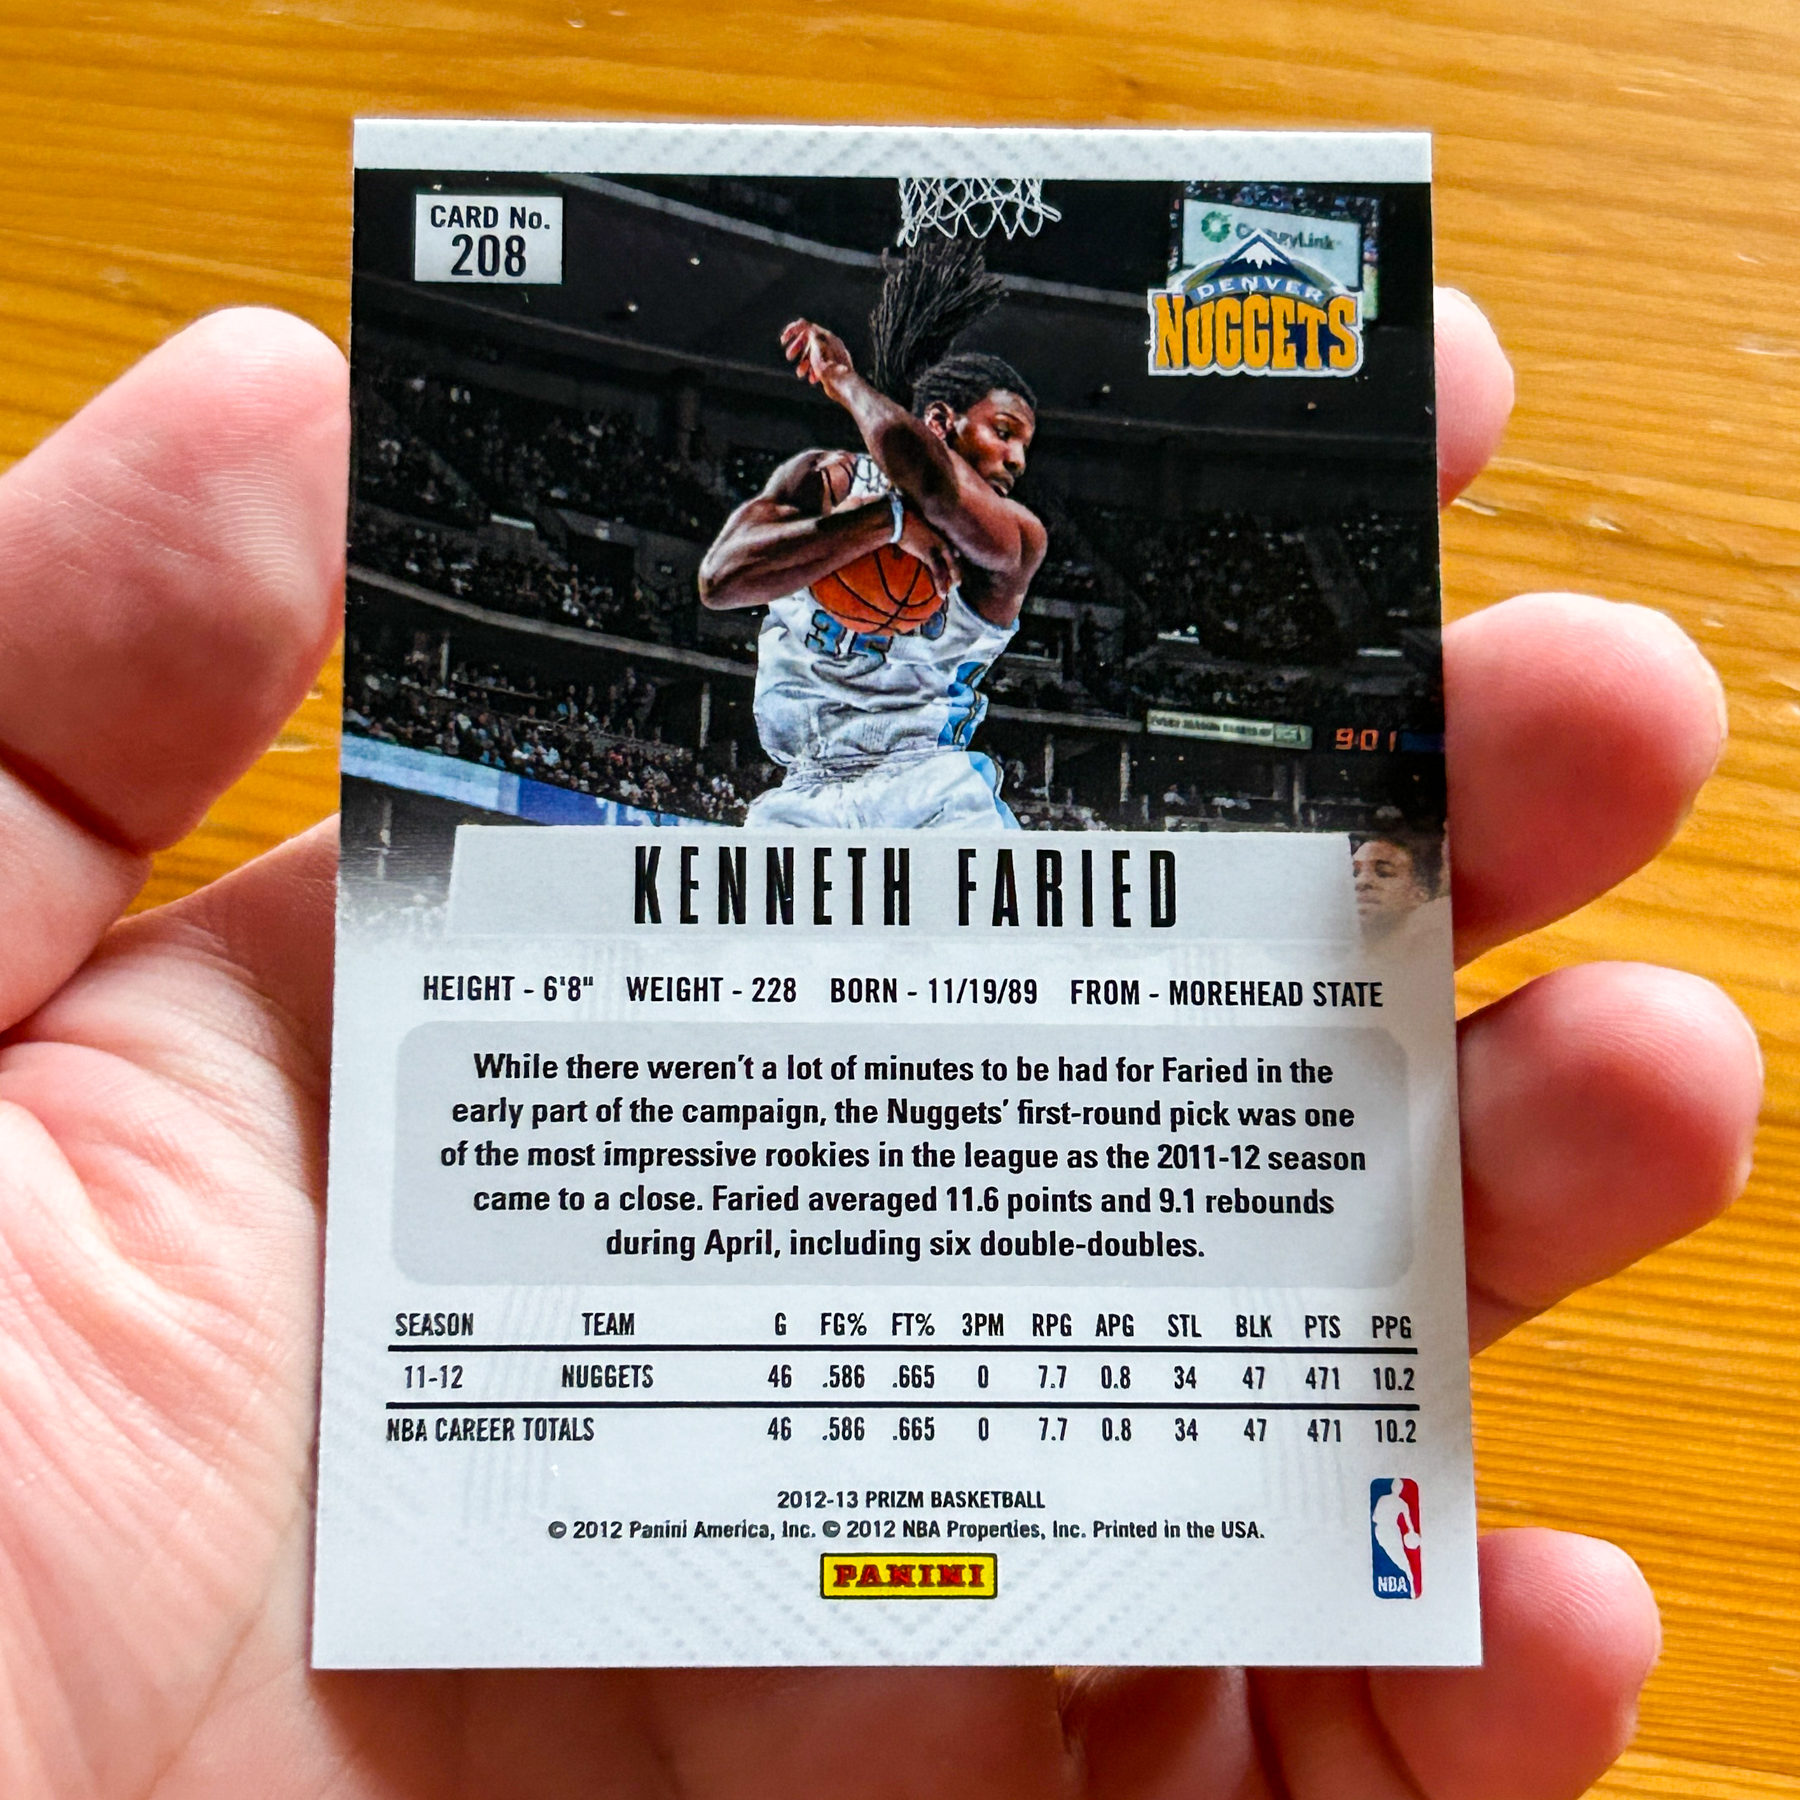 CARD No.
208
CenturyLink
DENVER
NUGGETS
35
9:01
KENNETH FARIED
HEIGHT - 6'8" WEIGHT - 228 BORN - 11/19/89 FROM - MOREHEAD STATE
While there weren't a lot of minutes to be had for Faried in the
early part of the campaign, the Nuggets' first-round pick was one
of the most impressive rookies in the league as the 2011-12 season
came to a close. Faried averaged 11.6 points and 9.1 rebounds
during April, including six double-doubles.
SEASON TEAM G FG% FT% 3PM RPG APG STL BLK PTS PPG
11-12 NUGGETS 46 .586 .665 0 7.7 0.8 34 47 471 10.2
NBA CAREER TOTALS 46 .586 .665 0 7.7 0.8 34 47 471 10.2
2012-13 PRIZM BASKETBALL
© 2012 Panini America, Inc. © 2012 NBA Properties, Inc. Printed in the USA.
PANINI
NBA